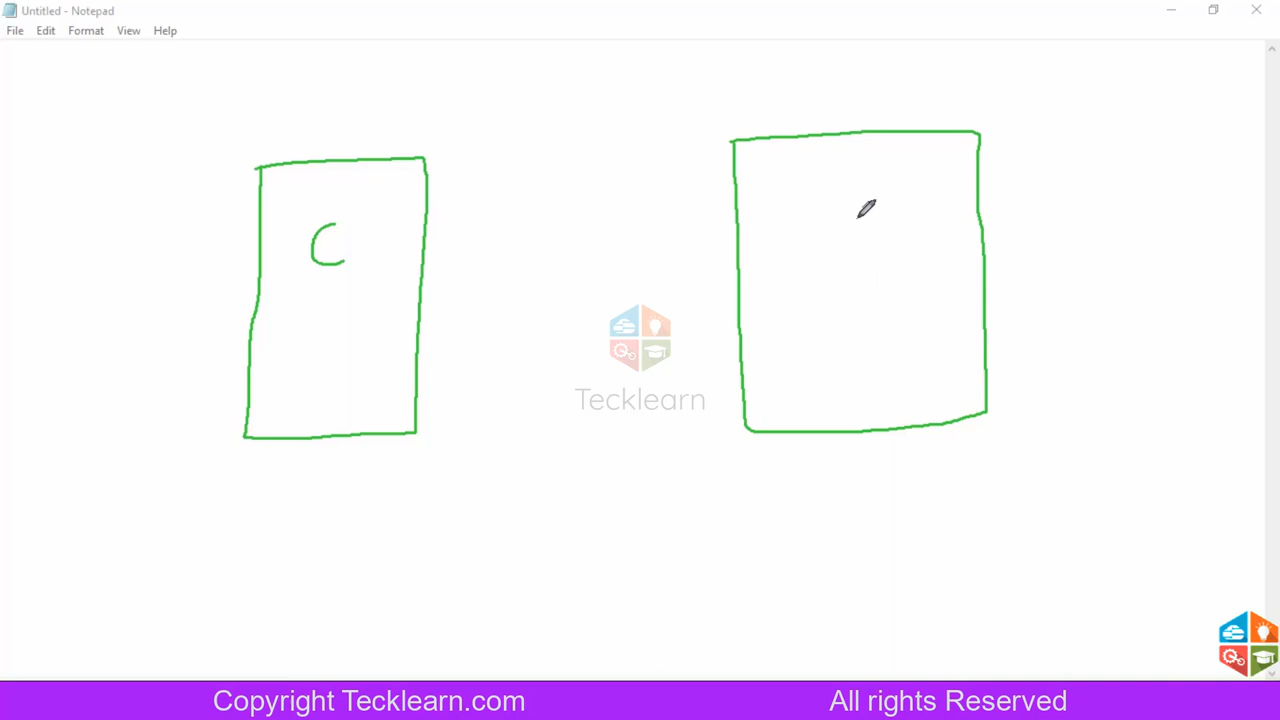 Untitled - Notepad
File Edit Format View Help
C
Tecklearn
Copyright Tecklearn.com All rights Reserved